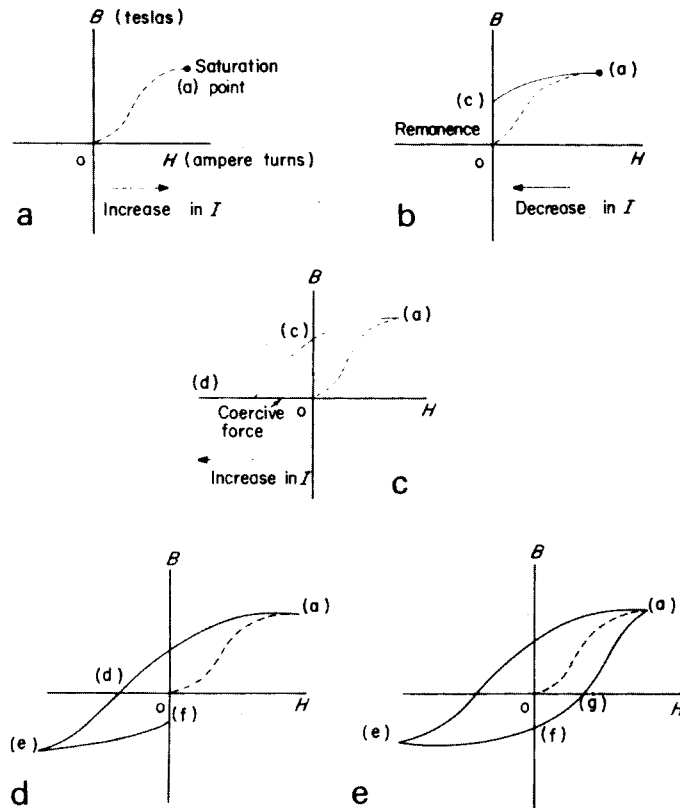 B (teslas)
Saturation
(a) point
O
H (ampere turns)
Increase in I
a
B
(a)
(c)
Remanence
O
H
Decrease in I
b
B
(a)
(c)
(d)
Coercive
force
O
H
Increase in I
c
B
(a)
(d)
O
H
(f)
(e)
d
B
(a)
O
H
(g)
(f)
(e)
e